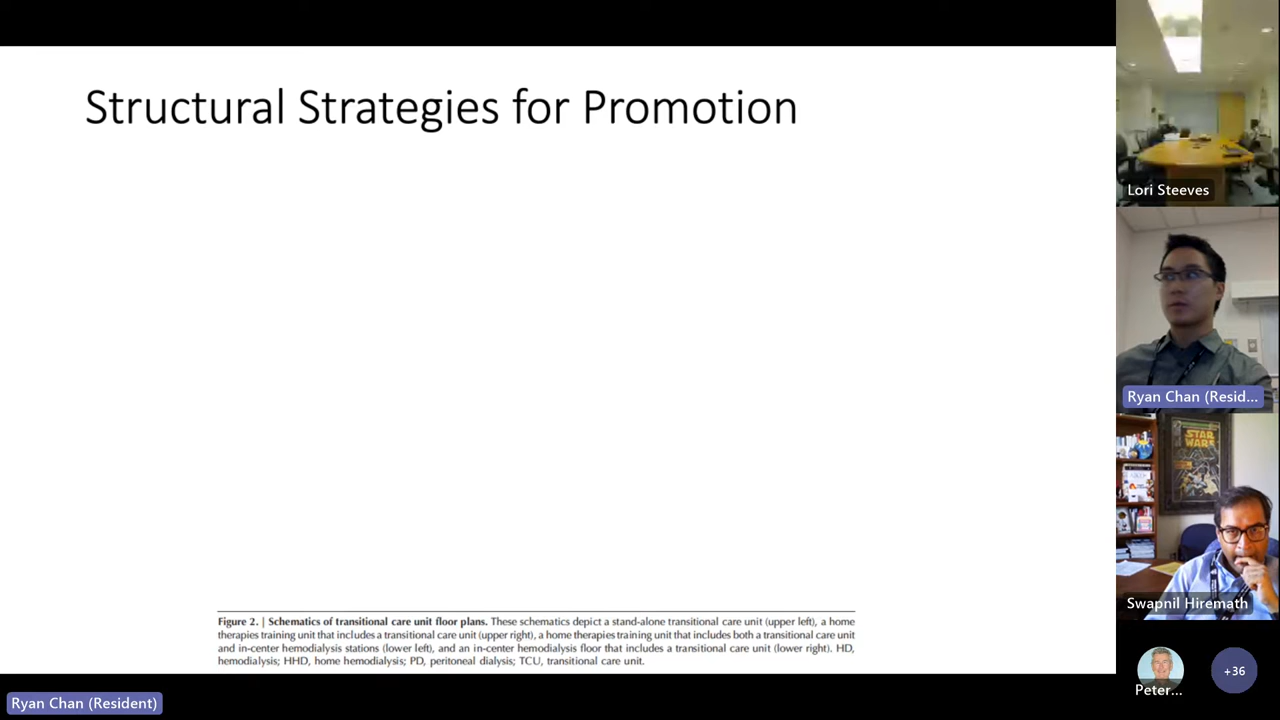 Structural Strategies for Promotion
Figure 2. | Schematics of transitional care unit floor plans. These schematics depict a stand-alone transitional care unit (upper left), a home
therapies training unit that includes a transitional care unit (upper right), a home therapies training unit that includes both a transitional care unit
and in-center hemodialysis stations (lower left), and an in-center hemodialysis floor that includes a transitional care unit (lower right). HD,
hemodialysis; HHD, home hemodialysis; PD, peritoneal dialysis; TCU, transitional care unit.
Ryan Chan (Resident)
Lori Steeves
Ryan Chan (Resid...
STAR
WARS
Swapnil Hiremath
Peter...
+36